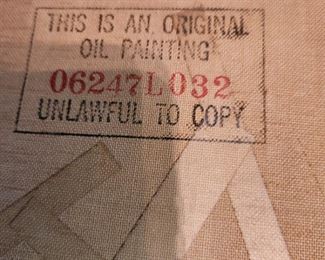 THIS IS AN ORIGINAL
OIL PAINTING
06247L032
UNLAWFUL TO COPY